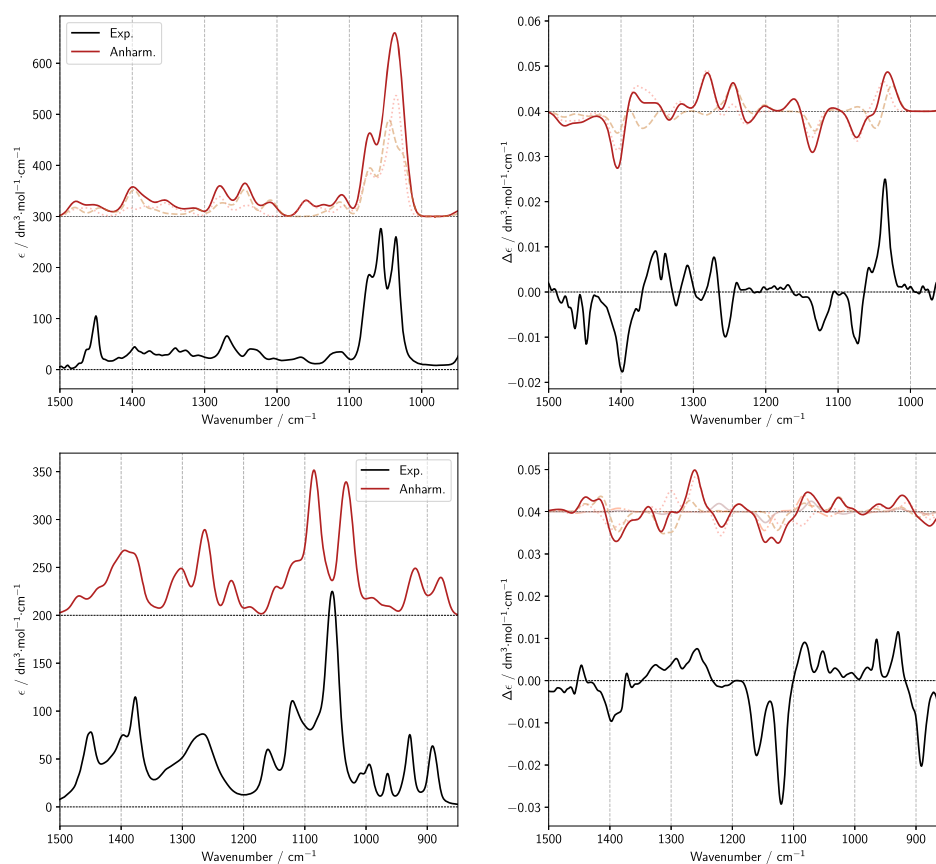 Exp.
Anharm.
600
500
400
300
200
100
0
1500 1400 1300 1200 1100 1000
Wavenumber / cm⁻¹
ϵ / dm³·mol⁻¹·cm⁻¹
0.06
0.05
0.04
0.03
0.02
0.01
0.00
−0.01
−0.02
1500 1400 1300 1200 1100 1000
Wavenumber / cm⁻¹
Δϵ / dm³·mol⁻¹·cm⁻¹
Exp.
Anharm.
350
300
250
200
150
100
50
0
1500 1400 1300 1200 1100 1000 900
Wavenumber / cm⁻¹
ϵ / dm³·mol⁻¹·cm⁻¹
0.05
0.04
0.03
0.02
0.01
0.00
−0.01
−0.02
−0.03
1500 1400 1300 1200 1100 1000 900
Wavenumber / cm⁻¹
Δϵ / dm³·mol⁻¹·cm⁻¹